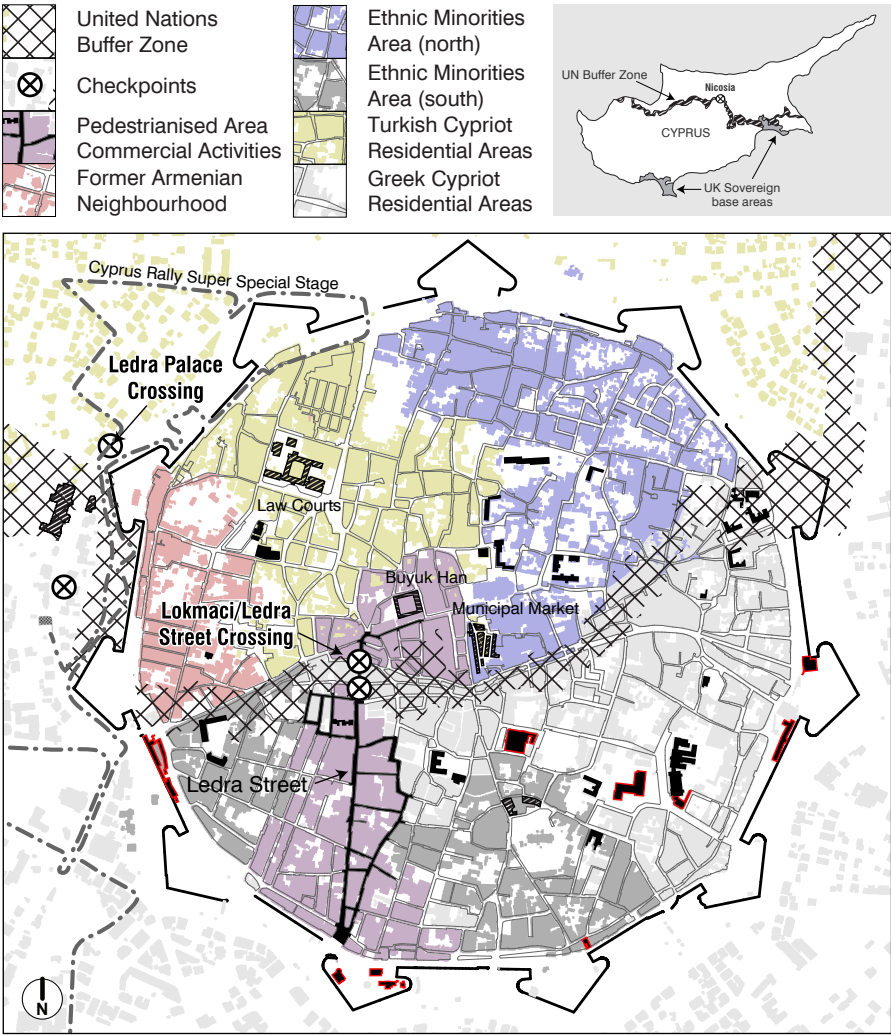 United Nations
Buffer Zone
Checkpoints
Pedestrianised Area
Commercial Activities
Former Armenian
Neighbourhood
Ethnic Minorities
Area (north)
Ethnic Minorities
Area (south)
Turkish Cypriot
Residential Areas
Greek Cypriot
Residential Areas
UN Buffer Zone
Nicosia
CYPRUS
UK Sovereign
base areas
Cyprus Rally Super Special Stage
Ledra Palace
Crossing
Law Courts
Buyuk Han
Lokmaci/Ledra
Street Crossing
Municipal Market
Ledra Street
N